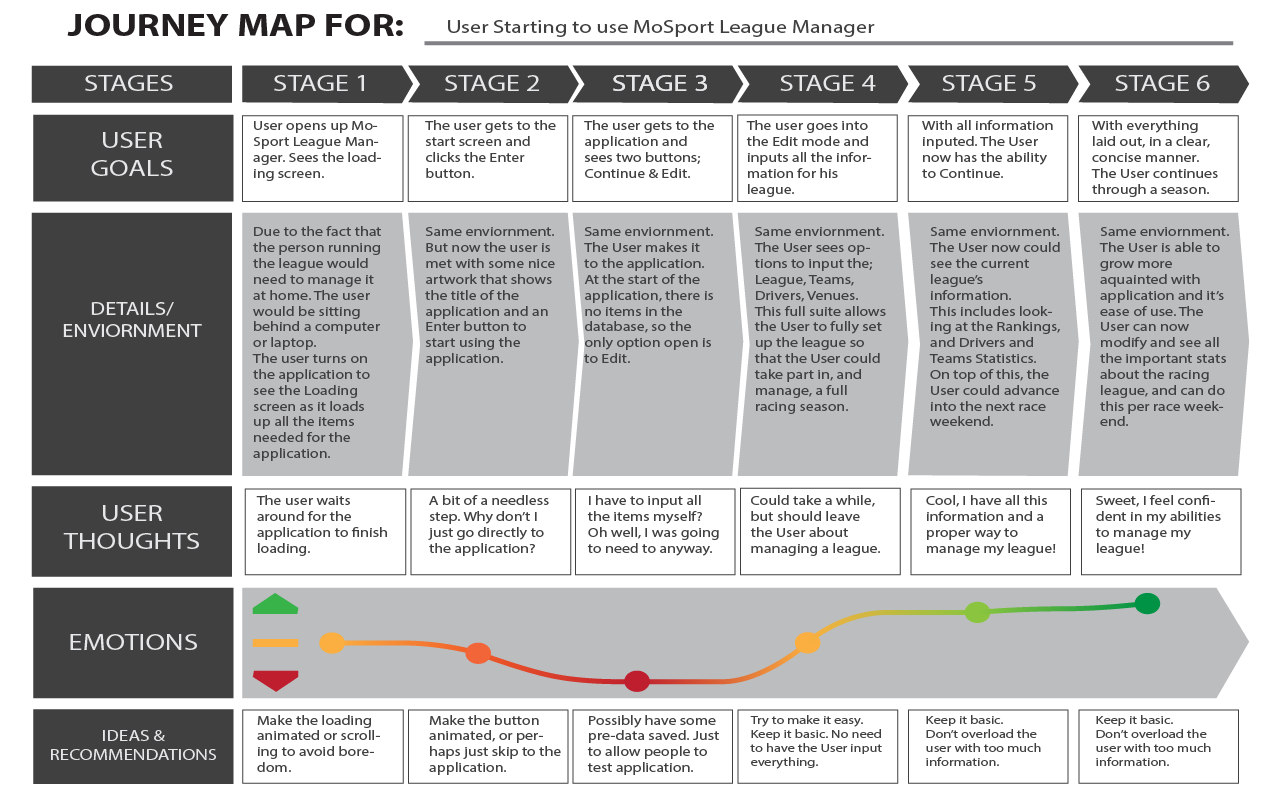 JOURNEY MAP FOR:
User Starting to use MoSport League Manager
STAGES
STAGE 1
STAGE 2
STAGE 3
STAGE 4
STAGE 5
STAGE 6
USER
GOALS
User opens up Mo-
Sport League Man-
ager. Sees the load-
ing screen.
The user gets to the
start screen and
clicks the Enter
button.
The user gets to the
application and
sees two buttons;
Continue & Edit.
The user goes into
the Edit mode and
inputs all the infor-
mation for his
league.
With all information
inputed. The User
now has the ability
to Continue.
With everything
laid out, in a clear,
concise manner.
The User continues
through a season.
DETAILS/
ENVIORNMENT
Due to the fact that
the person running
the league would
need to manage it
at home. The user
would be sitting
behind a computer
or laptop.
The user turns on
the application to
see the Loading
screen as it loads
up all the items
needed for the
application.
Same enviornment.
But now the user is
met with some nice
artwork that shows
the title of the
application and an
Enter button to
start using the
application.
Same enviornment.
The User makes it
to the application.
At the start of the
application, there is
no items in the
database, so the
only option open is
to Edit.
Same enviornment.
The User sees op-
tions to input the;
League, Teams,
Drivers, Venues.
This full suite allows
the User to fully set
up the league so
that the User could
take part in, and
manage, a full
racing season.
Same enviornment.
The User now could
see the current
league's
information.
This includes look-
ing at the Rankings,
and Drivers and
Teams Statistics.
On top of this, the
User could advance
into the next race
weekend.
Same enviornment.
The User is able to
grow more
aquainted with
application and it's
ease of use. The
User can now
modify and see all
the important stats
about the racing
league, and can do
this per race week-
end.
USER
THOUGHTS
The user waits
around for the
application to finish
loading.
A bit of a needless
step. Why don't I
just go directly to
the application?
I have to input all
the items myself?
Oh well, I was going
to need to anyway.
Could take a while,
but should leave
the User about
managing a league.
Cool, I have all this
information and a
proper way to
manage my league!
Sweet, I feel confi-
dent in my abilities
to manage my
league!
EMOTIONS
IDEAS &
RECOMMENDATIONS
Make the loading
animated or scroll-
ing to avoid bore-
dom.
Make the button
animated, or per-
haps just skip to the
application.
Possibly have some
pre-data saved. Just
to allow people to
test application.
Try to make it easy.
Keep it basic. No need
to have the User input
everything.
Keep it basic.
Don't overload the
user with too much
information.
Keep it basic.
Don't overload the
user with too much
information.